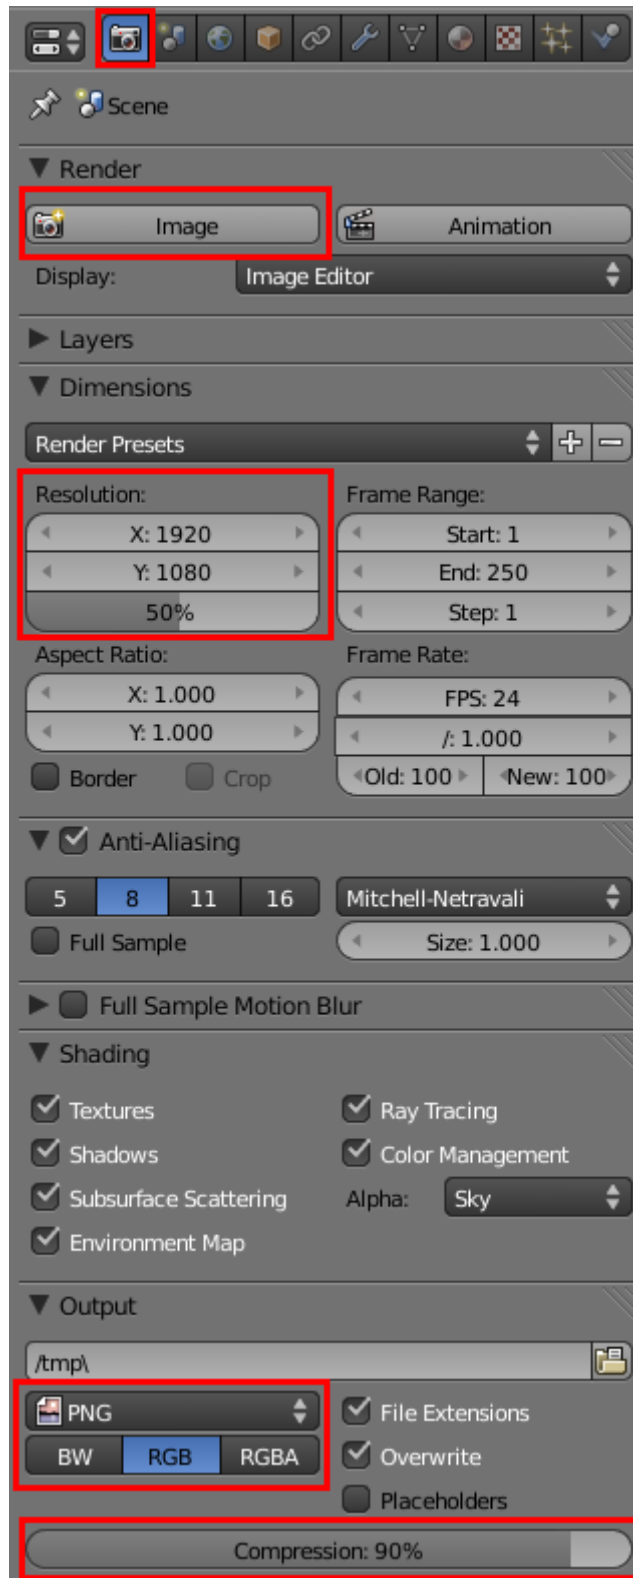 Scene
Render
Image
Animation
Display:
Image Editor
Layers
Dimensions
Render Presets
Resolution:
Frame Range:
X: 1920
Start: 1
Y: 1080
End: 250
50%
Step: 1
Aspect Ratio:
Frame Rate:
X: 1.000
FPS: 24
Y: 1.000
/: 1.000
Border
Crop
Old: 100
New: 100
Anti-Aliasing
5
8
11
16
Mitchell-Netravali
Full Sample
Size: 1.000
Full Sample Motion Blur
Shading
Textures
Ray Tracing
Shadows
Color Management
Subsurface Scattering
Alpha:
Sky
Environment Map
Output
/tmp\
PNG
File Extensions
BW
RGB
RGBA
Overwrite
Placeholders
Compression: 90%